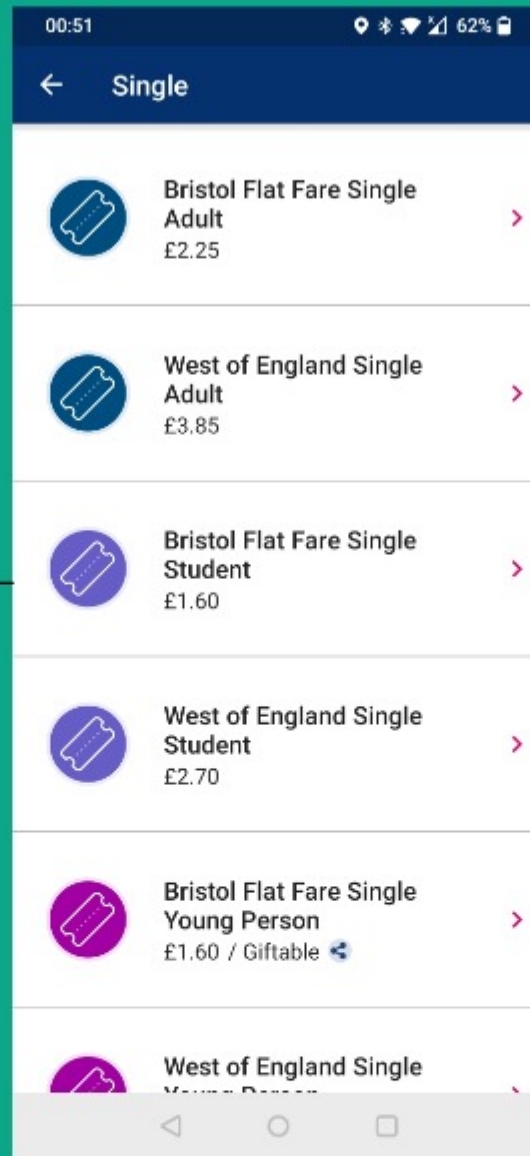 00:51
62%
Single
Bristol Flat Fare Single
Adult
£2.25
West of England Single
Adult
£3.85
Bristol Flat Fare Single
Student
£1.60
West of England Single
Student
£2.70
Bristol Flat Fare Single
Young Person
£1.60 / Giftable
West of England Single
Young Person